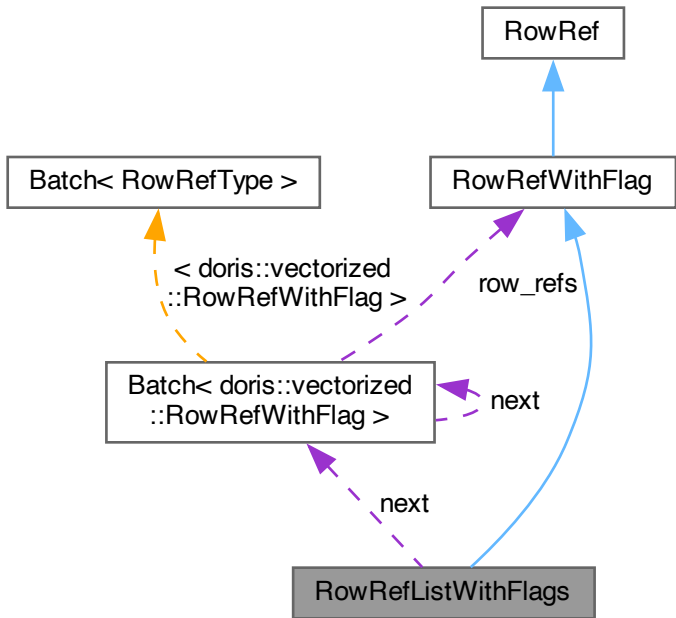 RowRef
Batch< RowRefType >
RowRefWithFlag
< doris::vectorized
::RowRefWithFlag >
row_refs
Batch< doris::vectorized
::RowRefWithFlag >
next
next
RowRefListWithFlags